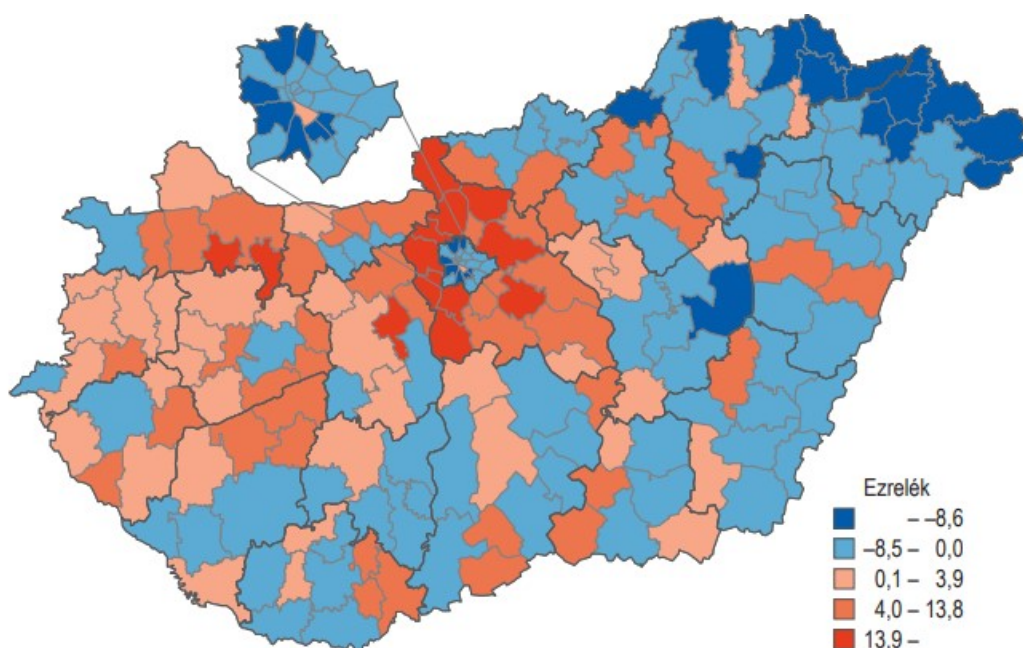 Ezrelék
– –8,6
–8,5 – 0,0
0,1 – 3,9
4,0 – 13,8
13,9 –